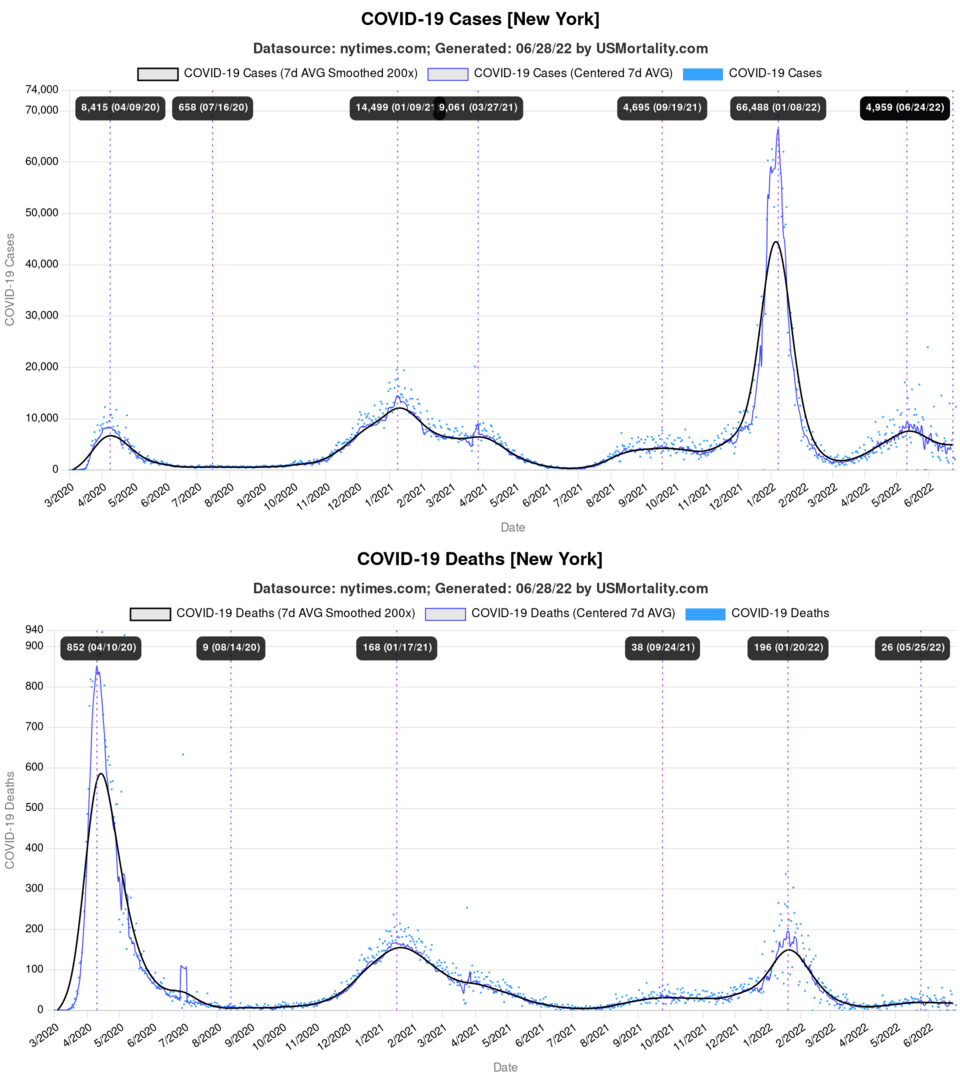 COVID-19 Cases [New York]
Datasource: nytimes.com; Generated: 06/28/22 by USMortality.com
COVID-19 Cases (7d AVG Smoothed 200x) COVID-19 Cases (Centered 7d AVG) COVID-19 Cases
74,000
8,415 (04/09/20) 658 (07/16/20) 14,499 (01/09/2 9,061 (03/27/21) 4,695 (09/19/21) 66,488 (01/08/22) 4,959 (06/24/22)
70,000
60,000
50,000
40,000
30,000
20,000
10,000
0
COVID-19 Cases
3/2020 4/2020 5/2020 6/2020 7/2020 8/2020 9/2020 10/2020 11/2020 12/2020 1/2021 2/2021 3/2021 4/2021 5/2021 6/2021 7/2021 8/2021 9/2021 10/2021 11/2021 12/2021 1/2022 2/2022 3/2022 4/2022 5/2022 6/2022
Date
COVID-19 Deaths [New York]
Datasource: nytimes.com; Generated: 06/28/22 by USMortality.com
COVID-19 Deaths (7d AVG Smoothed 200x) COVID-19 Deaths (Centered 7d AVG) COVID-19 Deaths
940
852 (04/10/20) 9 (08/14/20) 168 (01/17/21) 38 (09/24/21) 196 (01/20/22) 26 (05/25/22)
900
800
700
600
500
400
300
200
100
0
COVID-19 Deaths
3/2020 4/2020 5/2020 6/2020 7/2020 8/2020 9/2020 10/2020 11/2020 12/2020 1/2021 2/2021 3/2021 4/2021 5/2021 6/2021 7/2021 8/2021 9/2021 10/2021 11/2021 12/2021 1/2022 2/2022 3/2022 4/2022 5/2022 6/2022
Date